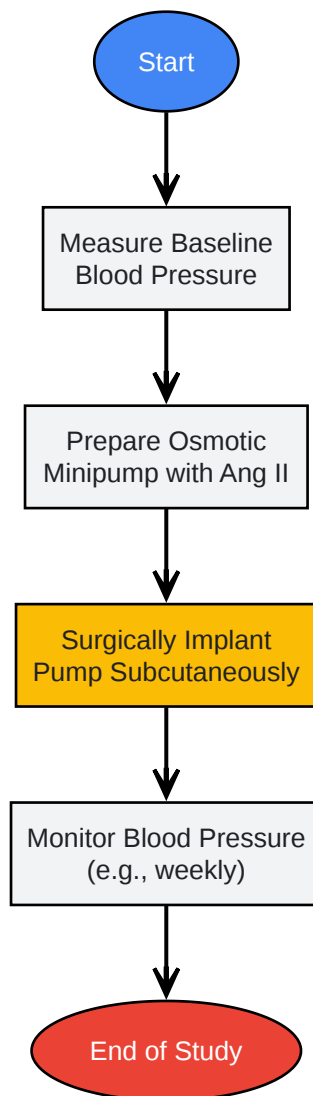 Start
Measure Baseline
Blood Pressure
Prepare Osmotic
Minipump with Ang II
Surgically Implant
Pump Subcutaneously
Monitor Blood Pressure
(e.g., weekly)
End of Study